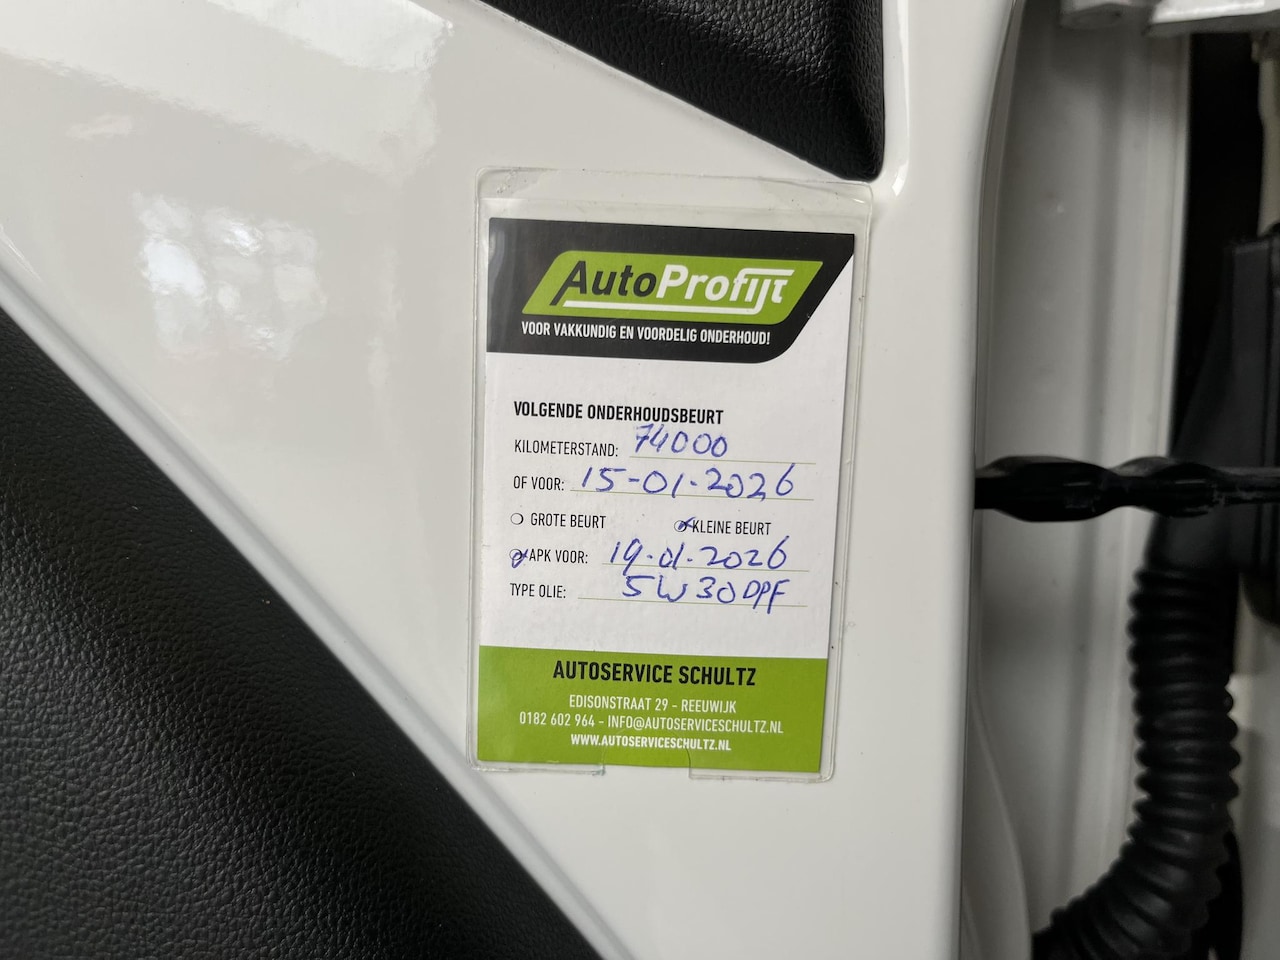 AutoProfijt
VOOR VAKKUNDIG EN VOORDELIG ONDERHOUD!
VOLGENDE ONDERHOUDSBEURT
KILOMETERSTAND: 74000
OF VOOR: 15-01-2026
GROTE BEURT KLEINE BEURT
APK VOOR: 19-01-2026
TYPE OLIE: 5W30DPF
AUTOSERVICE SCHULTZ
EDISONSTRAAT 29 - REEUWIJK
0182 602 964 - INFO@AUTOSERVICESCHULTZ.NL
WWW.AUTOSERVICESCHULTZ.NL